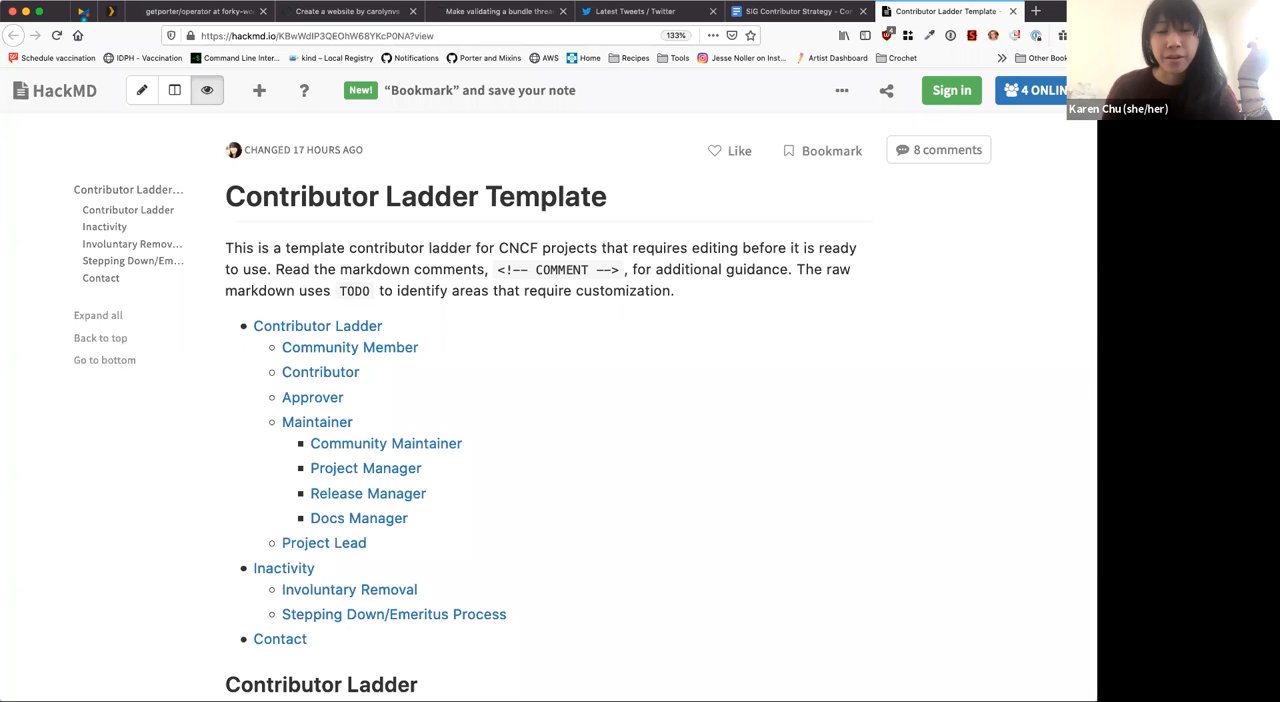 getporter/operator at forky-wo
Create a website by carolynvs
Make validating a bundle threa
Latest Tweets / Twitter
SIG Contributor Strategy - Co
Contributor Ladder Template -
https://hackmd.io/KBwWdIP3QEOhW68YKcP0NA?view
133%
Schedule vaccination
IDPH - Vaccination
Command Line Inter...
kind – Local Registry
Notifications
Porter and Mixins
AWS
Home
Recipes
Tools
Jesse Noller on Inst...
Artist Dashboard
Crochet
Other Book
HackMD
New!
“Bookmark” and save your note
Sign in
4 ONLIN
Karen Chu (she/her)
CHANGED 17 HOURS AGO
Like
Bookmark
8 comments
Contributor Ladder...
Contributor Ladder
Inactivity
Involuntary Remov...
Stepping Down/Em...
Contact
Expand all
Back to top
Go to bottom
Contributor Ladder Template
This is a template contributor ladder for CNCF projects that requires editing before it is ready
to use. Read the markdown comments, <!-- COMMENT --> , for additional guidance. The raw
markdown uses TODO to identify areas that require customization.
Contributor Ladder
Community Member
Contributor
Approver
Maintainer
Community Maintainer
Project Manager
Release Manager
Docs Manager
Project Lead
Inactivity
Involuntary Removal
Stepping Down/Emeritus Process
Contact
Contributor Ladder